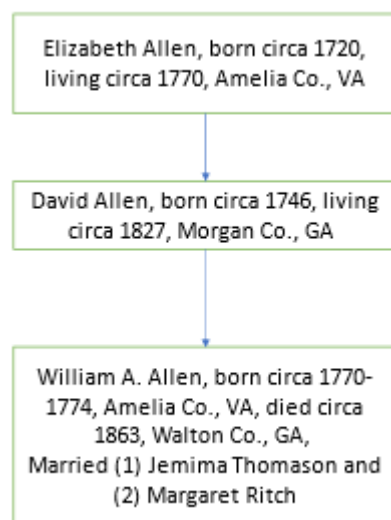 Elizabeth Allen, born circa 1720,
living circa 1770, Amelia Co., VA
David Allen, born circa 1746, living
circa 1827, Morgan Co., GA
William A. Allen, born circa 1770-
1774, Amelia Co., VA, died circa
1863, Walton Co., GA,
Married (1) Jemima Thomason and
(2) Margaret Ritch